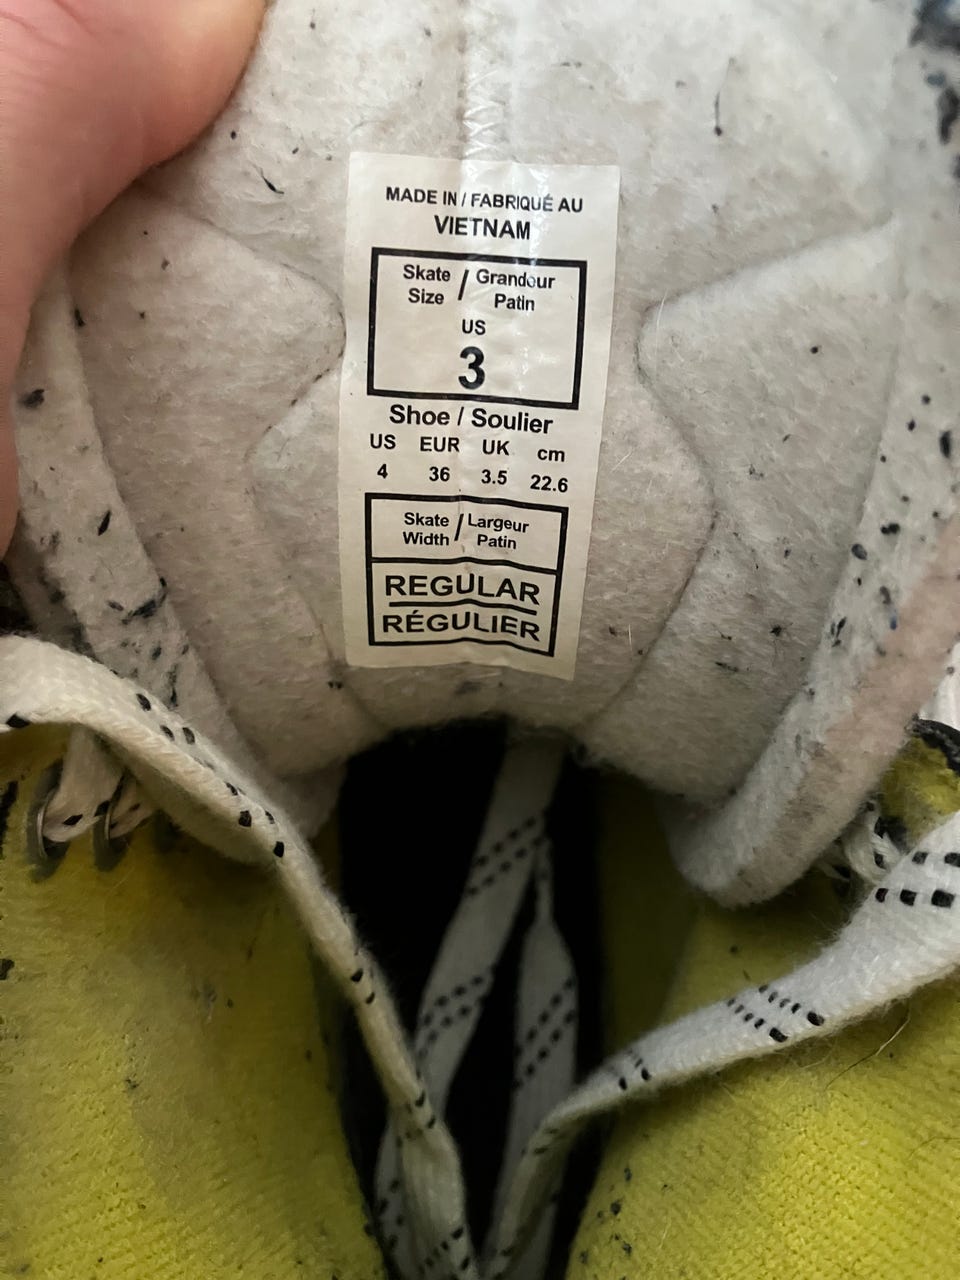 MADE IN / FABRIQUÉ AU
VIETNAM
Skate / Grandeur
Size Patin
US
3
Shoe / Soulier
US EUR UK cm
4 36 3.5 22.6
Skate / Largeur
Width Patin
REGULAR
RÉGULIER